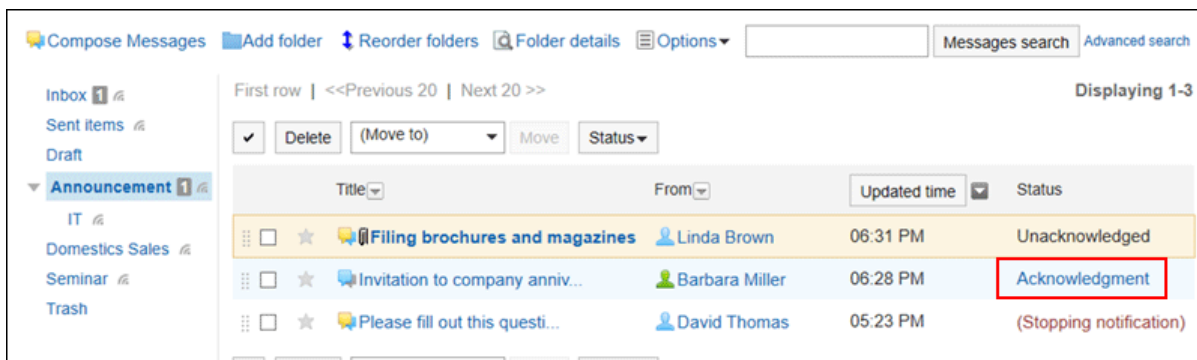 Compose Messages Add folder Reorder folders Folder details Options Messages search Advanced search
Inbox 1
Sent items
Draft
Announcement 1
IT
Domestics Sales
Seminar
Trash
First row | <<Previous 20 | Next 20 >> Displaying 1-3
Delete (Move to) Move Status
Title From Updated time Status
Filing brochures and magazines Linda Brown 06:31 PM Unacknowledged
Invitation to company anniv... Barbara Miller 06:28 PM Acknowledgment
Please fill out this questi... David Thomas 05:23 PM (Stopping notification)